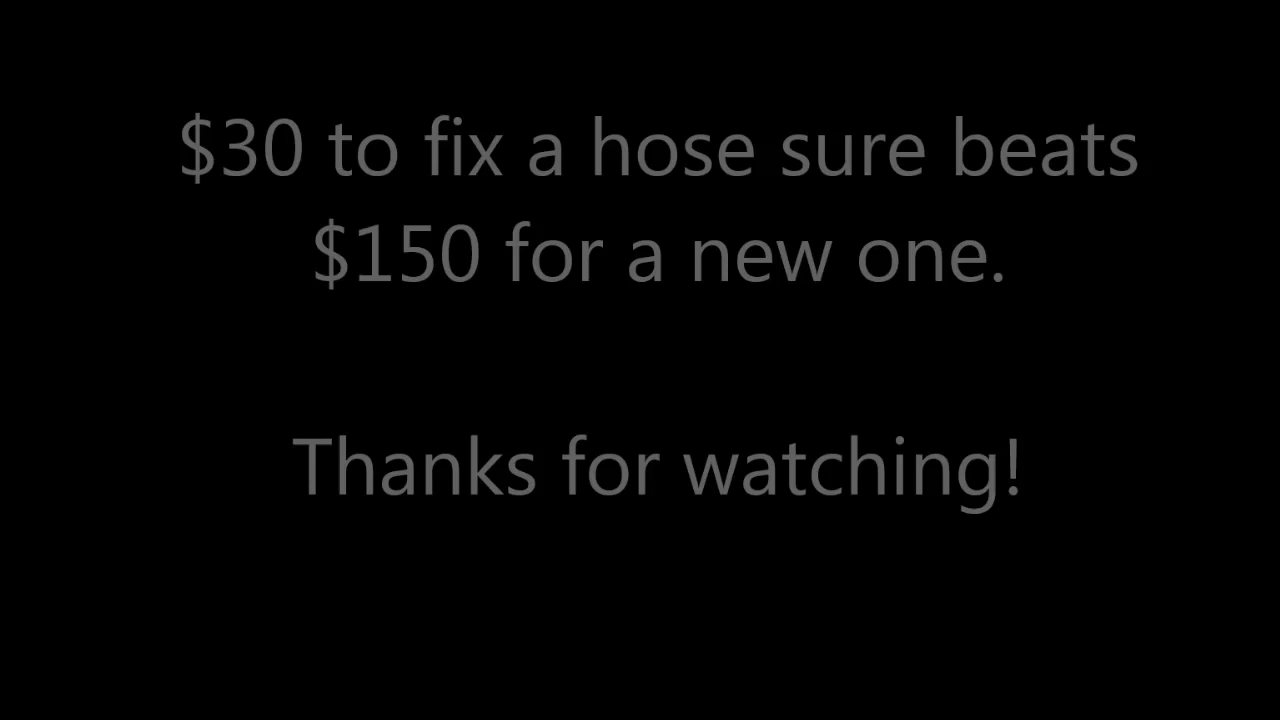 $30 to fix a hose sure beats
$150 for a new one.
Thanks for watching!